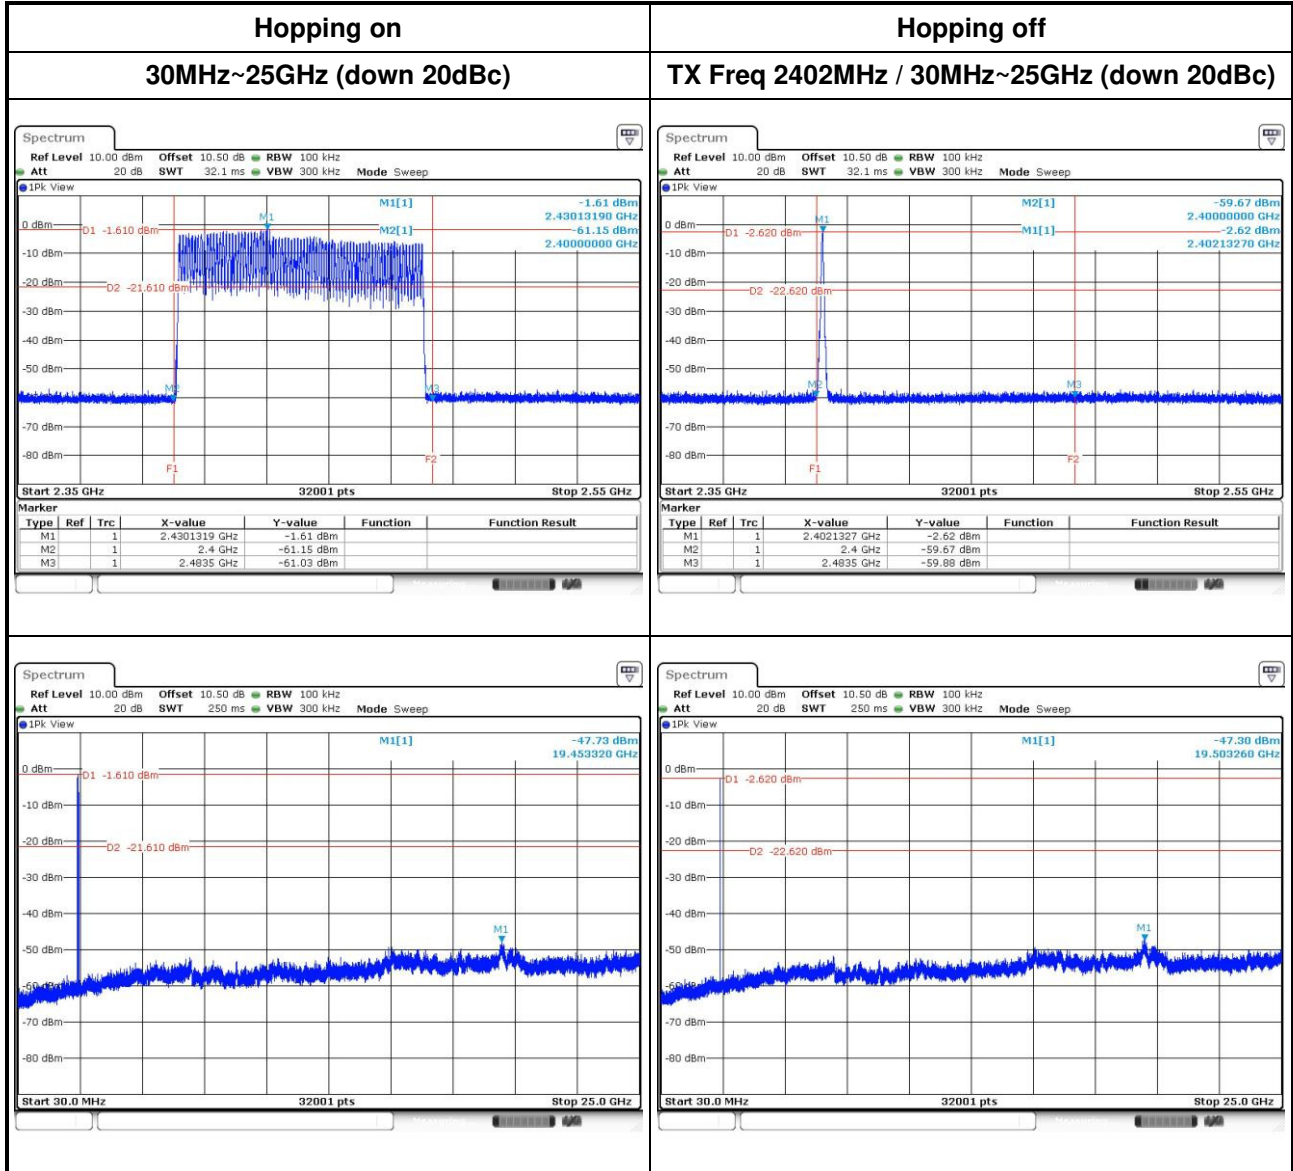 Hopping on
Hopping off
30MHz~25GHz (down 20dBc)
TX Freq 2402MHz / 30MHz~25GHz (down 20dBc)
Spectrum
Ref Level 10.00 dBm Offset 10.50 dB RBW 100 kHz
Att 20 dB SWT 32.1 ms VBW 300 kHz Mode Sweep
1Pk View
M1[1] -1.61 dBm
2.43013190 GHz
M2[1] -61.15 dBm
2.40000000 GHz
M1
0 dBm
D1 -1.610 dBm
-10 dBm
-20 dBm
D2 -21.610 dBm
-30 dBm
-40 dBm
-50 dBm
M2
M3
-70 dBm
-80 dBm
F1
F2
Start 2.35 GHz 32001 pts Stop 2.55 GHz
Marker
Type Ref Trc X-value Y-value Function Function Result
M1 1 2.4301319 GHz -1.61 dBm
M2 1 2.4 GHz -61.15 dBm
M3 1 2.4835 GHz -61.03 dBm
Spectrum
Ref Level 10.00 dBm Offset 10.50 dB RBW 100 kHz
Att 20 dB SWT 32.1 ms VBW 300 kHz Mode Sweep
1Pk View
M2[1] -59.67 dBm
2.40000000 GHz
M1[1] -2.62 dBm
2.40213270 GHz
M1
0 dBm
D1 -2.620 dBm
-10 dBm
-20 dBm
D2 -22.620 dBm
-30 dBm
-40 dBm
-50 dBm
M2
M3
-70 dBm
-80 dBm
F1
F2
Start 2.35 GHz 32001 pts Stop 2.55 GHz
Marker
Type Ref Trc X-value Y-value Function Function Result
M1 1 2.4021327 GHz -2.62 dBm
M2 1 2.4 GHz -59.67 dBm
M3 1 2.4835 GHz -59.88 dBm
Spectrum
Ref Level 10.00 dBm Offset 10.50 dB RBW 100 kHz
Att 20 dB SWT 250 ms VBW 300 kHz Mode Sweep
1Pk View
M1[1] -47.73 dBm
19.453320 GHz
0 dBm
D1 -1.610 dBm
-10 dBm
-20 dBm
D2 -21.610 dBm
-30 dBm
-40 dBm
M1
-50 dBm
-70 dBm
-80 dBm
Start 30.0 MHz 32001 pts Stop 25.0 GHz
Spectrum
Ref Level 10.00 dBm Offset 10.50 dB RBW 100 kHz
Att 20 dB SWT 250 ms VBW 300 kHz Mode Sweep
1Pk View
M1[1] -47.30 dBm
19.503260 GHz
0 dBm
D1 -2.620 dBm
-10 dBm
-20 dBm
D2 -22.620 dBm
-30 dBm
-40 dBm
M1
-50 dBm
-70 dBm
-80 dBm
Start 30.0 MHz 32001 pts Stop 25.0 GHz